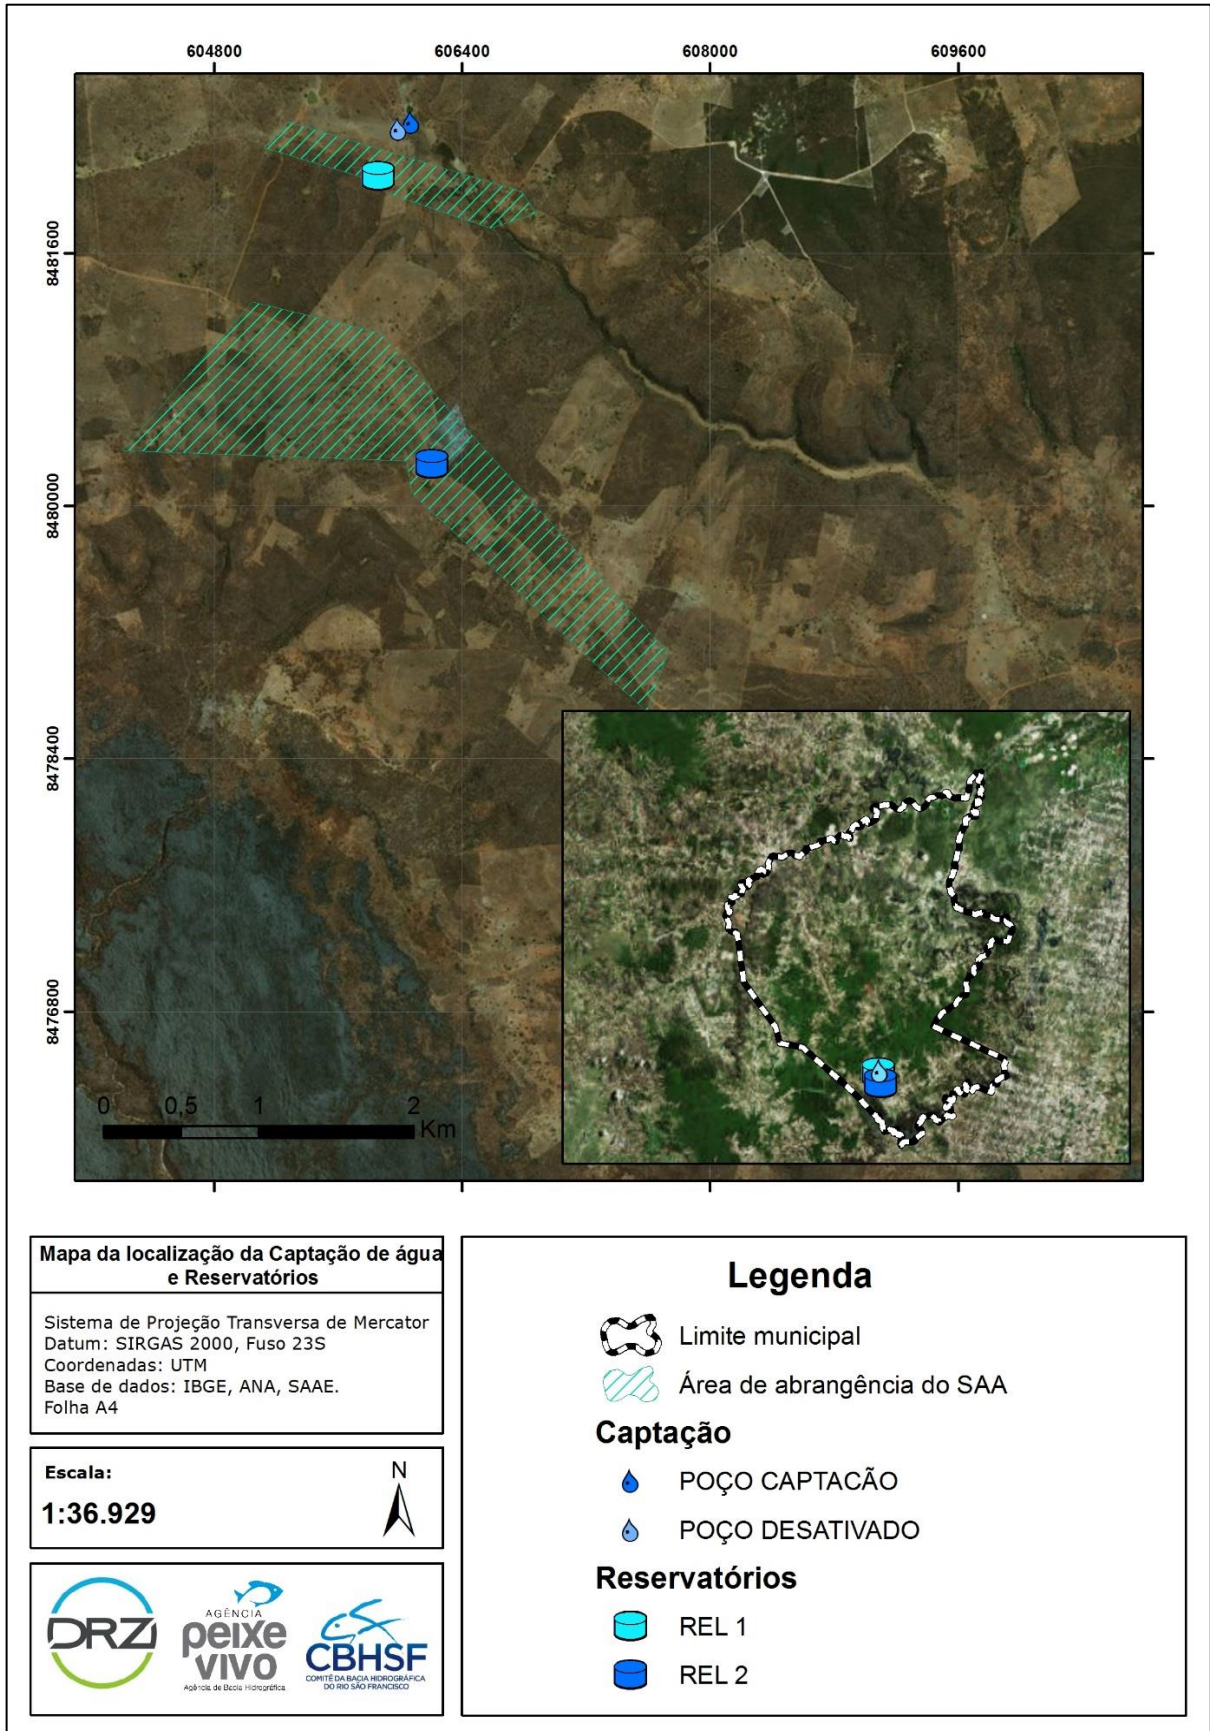 604800
606400
608000
609600
8481600
8480000
8478400
8476800
0
0,5
1
2
Km
Mapa da localização da Captação de água
e Reservatórios
Sistema de Projeção Transversa de Mercator
Datum: SIRGAS 2000, Fuso 23S
Coordenadas: UTM
Base de dados: IBGE, ANA, SAAE.
Folha A4
Escala:
1:36.929
N
DRZ
AGÊNCIA
peixe
VIVO
Agência de Bacia Hidrográfica
CBHSF
COMITÊ DA BACIA HIDROGRÁFICA
DO RIO SÃO FRANCISCO
Legenda
Limite municipal
Área de abrangência do SAA
Captação
POÇO CAPTACÃO
POÇO DESATIVADO
Reservatórios
REL 1
REL 2